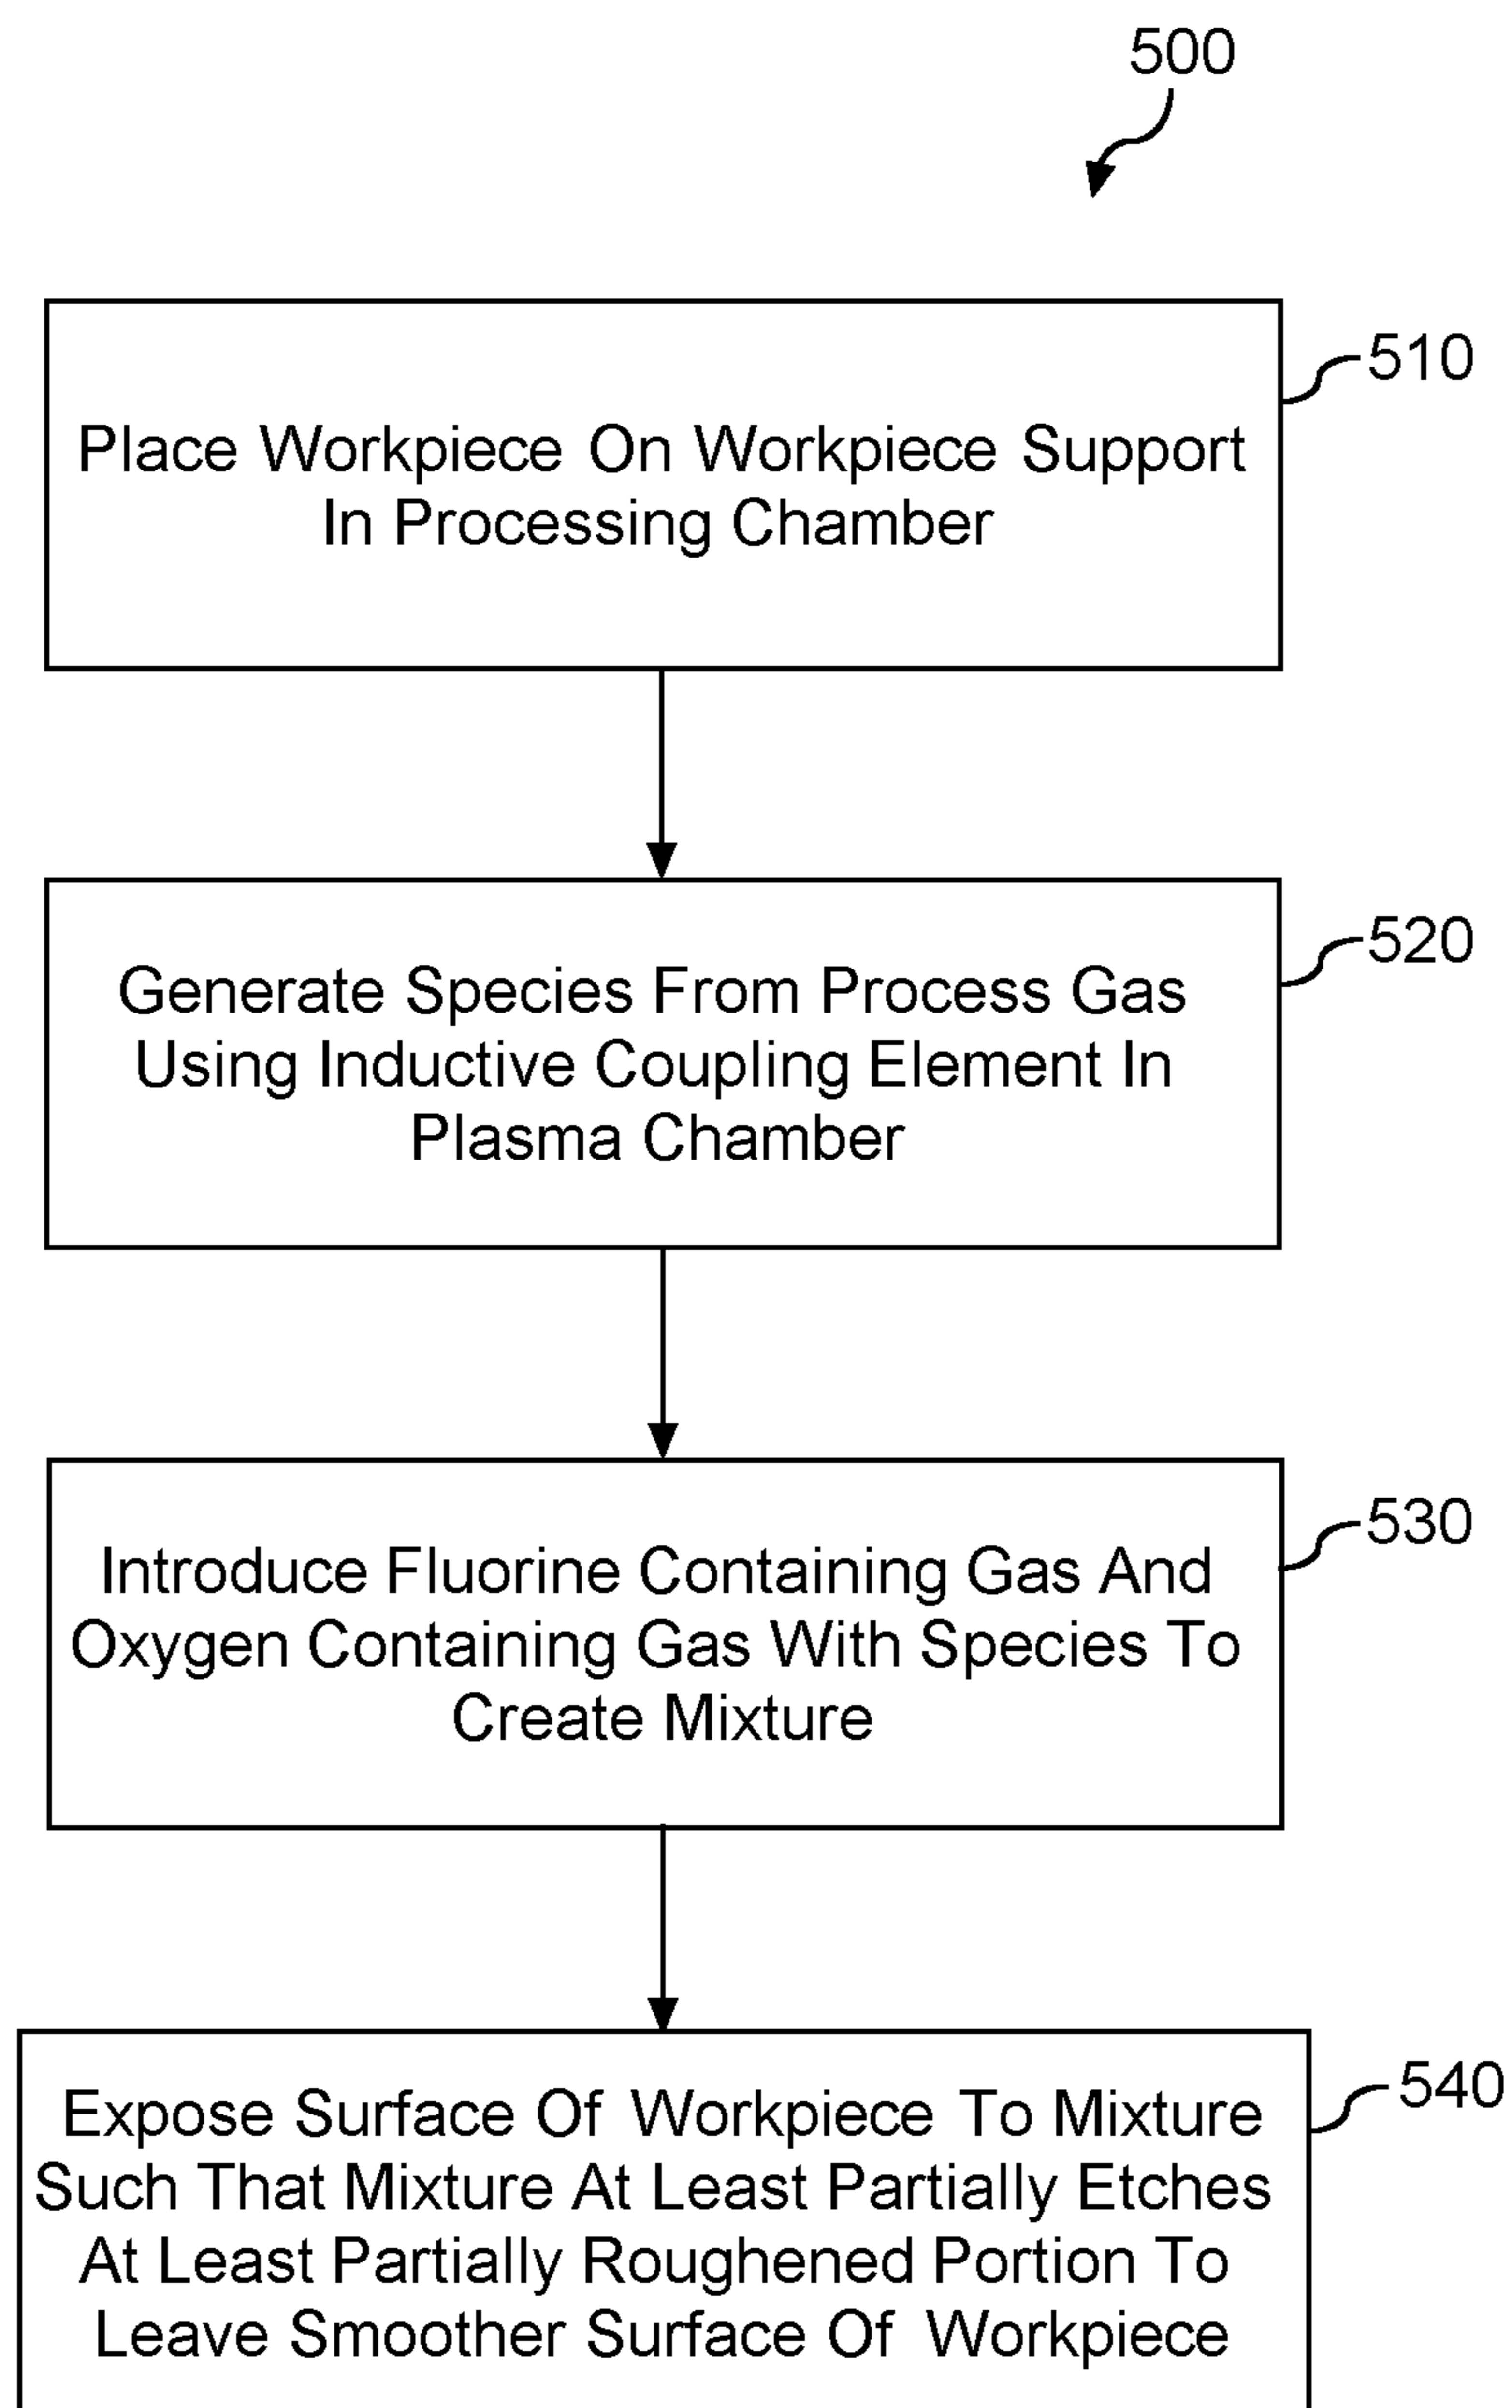 500
510
Place Workpiece On Workpiece Support
In Processing Chamber
520
Generate Species From Process Gas
Using Inductive Coupling Element In
Plasma Chamber
530
Introduce Fluorine Containing Gas And
Oxygen Containing Gas With Species To
Create Mixture
540
Expose Surface Of Workpiece To Mixture
Such That Mixture At Least Partially Etches
At Least Partially Roughened Portion To
Leave Smoother Surface Of Workpiece